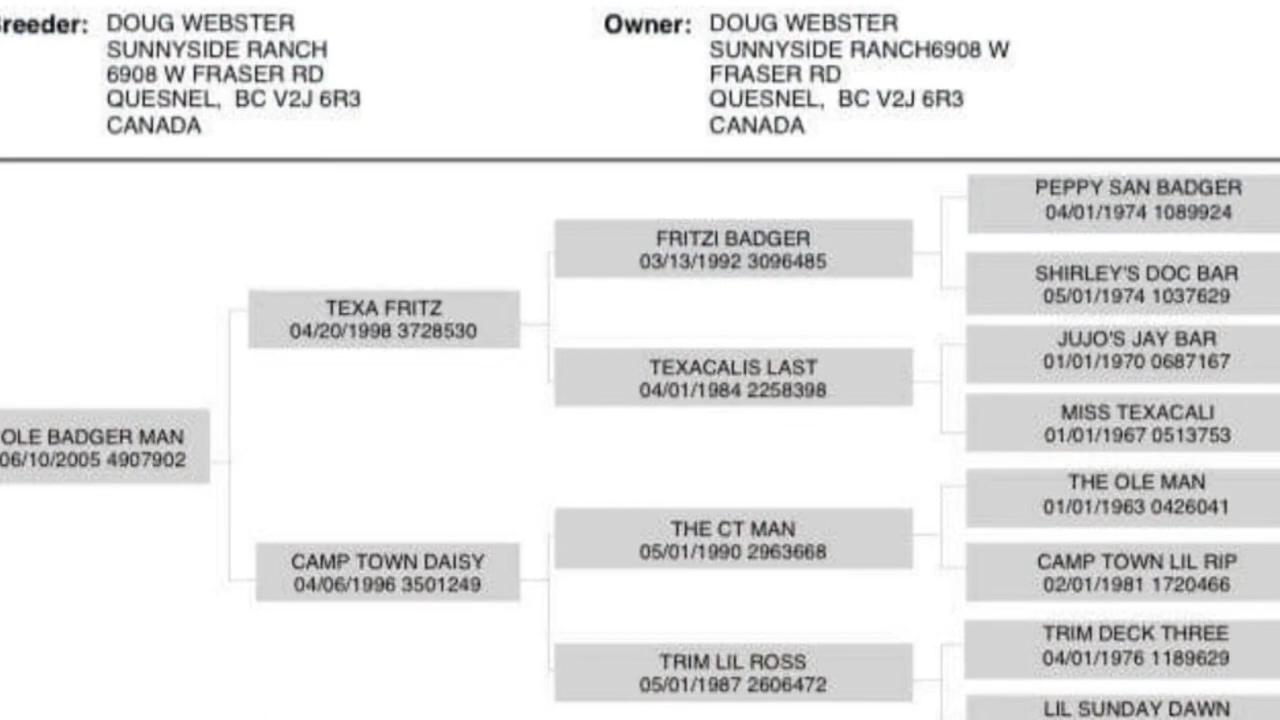 Breeder: DOUG WEBSTER
SUNNYSIDE RANCH
6908 W FRASER RD
QUESNEL, BC V2J 6R3
CANADA
Owner: DOUG WEBSTER
SUNNYSIDE RANCH6908 W
FRASER RD
QUESNEL, BC V2J 6R3
CANADA
OLE BADGER MAN
06/10/2005 4907902
TEXA FRITZ
04/20/1998 3728530
CAMP TOWN DAISY
04/06/1996 3501249
FRITZI BADGER
03/13/1992 3096485
TEXACALIS LAST
04/01/1984 2258398
THE CT MAN
05/01/1990 2963668
TRIM LIL ROSS
05/01/1987 2606472
PEPPY SAN BADGER
04/01/1974 1089924
SHIRLEY'S DOC BAR
05/01/1974 1037629
JUJO'S JAY BAR
01/01/1970 0687167
MISS TEXACALI
01/01/1967 0513753
THE OLE MAN
01/01/1963 0426041
CAMP TOWN LIL RIP
02/01/1981 1720466
TRIM DECK THREE
04/01/1976 1189629
LIL SUNDAY DAWN